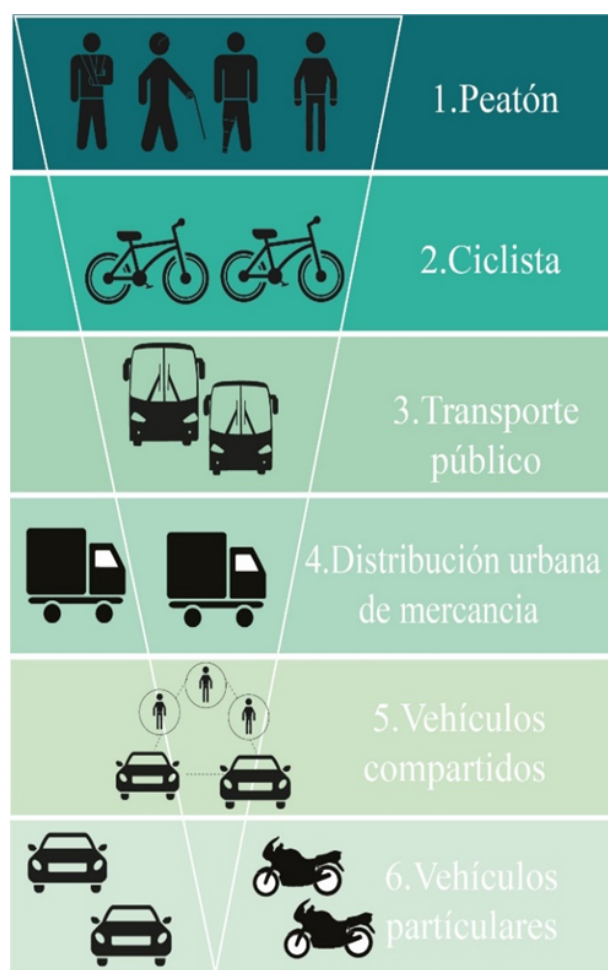 1.Peatón
2.Ciclista
3.Transporte
público
4.Distribución urbana
de mercancia
5.Vehículos
compartidos
6.Vehículos
partículares